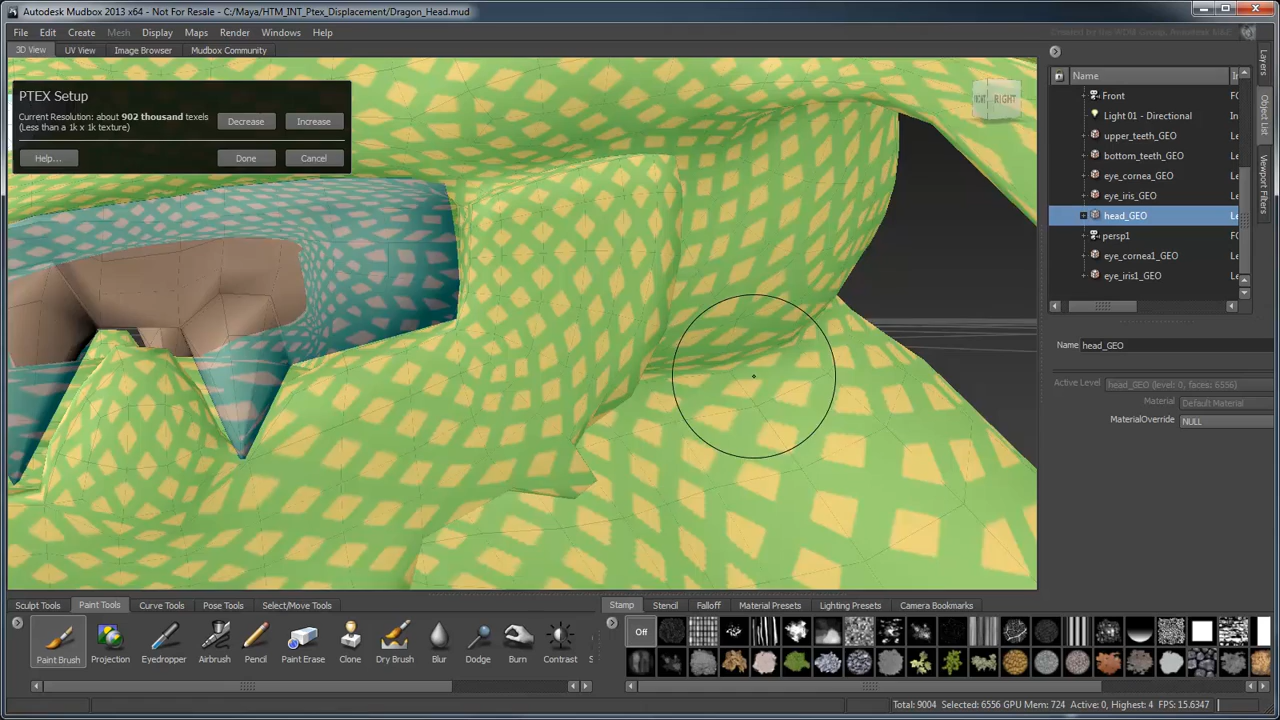 Autodesk Mudbox 2013 x64 - Not For Resale - C:/Maya/HTM_INT_Ptex_Displacement/Dragon_Head.mud
File Edit Create Mesh Display Maps Render Windows Help
3D View UV View Image Browser Mudbox Community
PTEX Setup
Current Resolution: about 902 thousand texels
(Less than a 1k x 1k texture)
Decrease Increase
Help... Done Cancel
RIGHT
Name
Front
Light 01 - Directional
upper_teeth_GEO
bottom_teeth_GEO
eye_cornea_GEO
eye_iris_GEO
head_GEO
persp1
eye_cornea1_GEO
eye_iris1_GEO
Layers
Object List
Viewport Filters
Name head_GEO
Active Level head_GEO (level: 0, faces: 6556)
Material Default Material
MaterialOverride NULL
Sculpt Tools Paint Tools Curve Tools Pose Tools Select/Move Tools
Paint Brush Projection Eyedropper Airbrush Pencil Paint Erase Clone Dry Brush Blur Dodge Burn Contrast S
Stamp Stencil Falloff Material Presets Lighting Presets Camera Bookmarks
Off
Total: 9004 Selected: 6556 GPU Mem: 724 Active: 0, Highest: 4 FPS: 15.6347